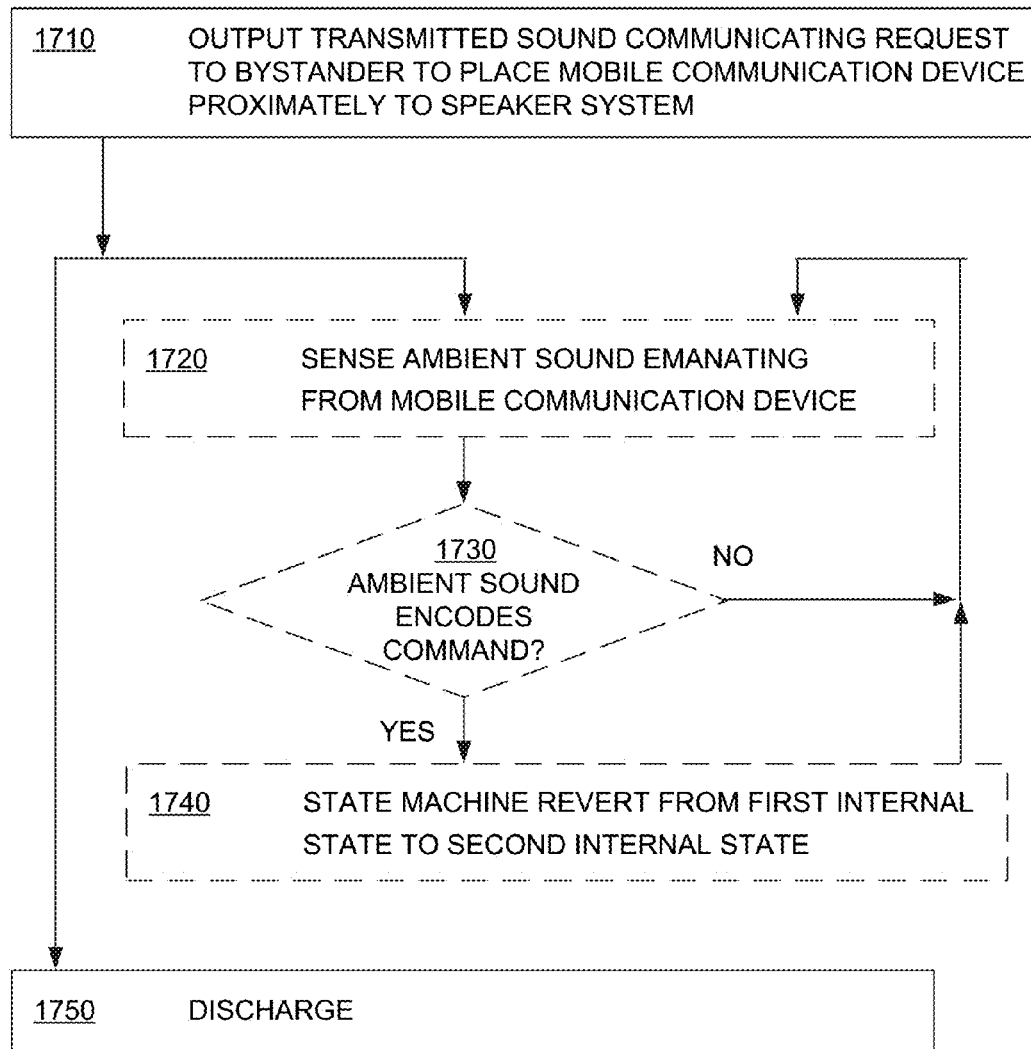 1710 OUTPUT TRANSMITTED SOUND COMMUNICATING REQUEST
TO BYSTANDER TO PLACE MOBILE COMMUNICATION DEVICE
PROXIMATELY TO SPEAKER SYSTEM
1720 SENSE AMBIENT SOUND EMANATING
FROM MOBILE COMMUNICATION DEVICE
1730
AMBIENT SOUND
ENCODES
COMMAND?
NO
YES
1740 STATE MACHINE REVERT FROM FIRST INTERNAL
STATE TO SECOND INTERNAL STATE
1750 DISCHARGE